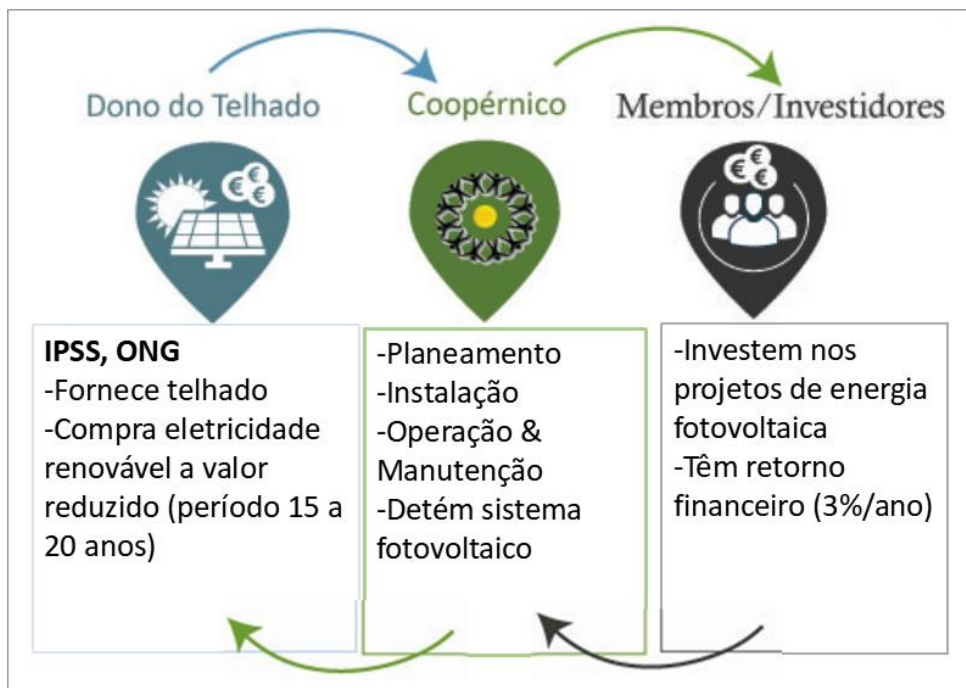 Dono do Telhado
Coopérnico
Membros/Investidores
€
€
€
€
€
€
IPSS, ONG
-Fornece telhado
-Compra eletricidade
renovável a valor
reduzido (período 15 a
20 anos)
-Planeamento
-Instalação
-Operação &
Manutenção
-Detém sistema
fotovoltaico
-Investem nos
projetos de energia
fotovoltaica
-Têm retorno
financeiro (3%/ano)